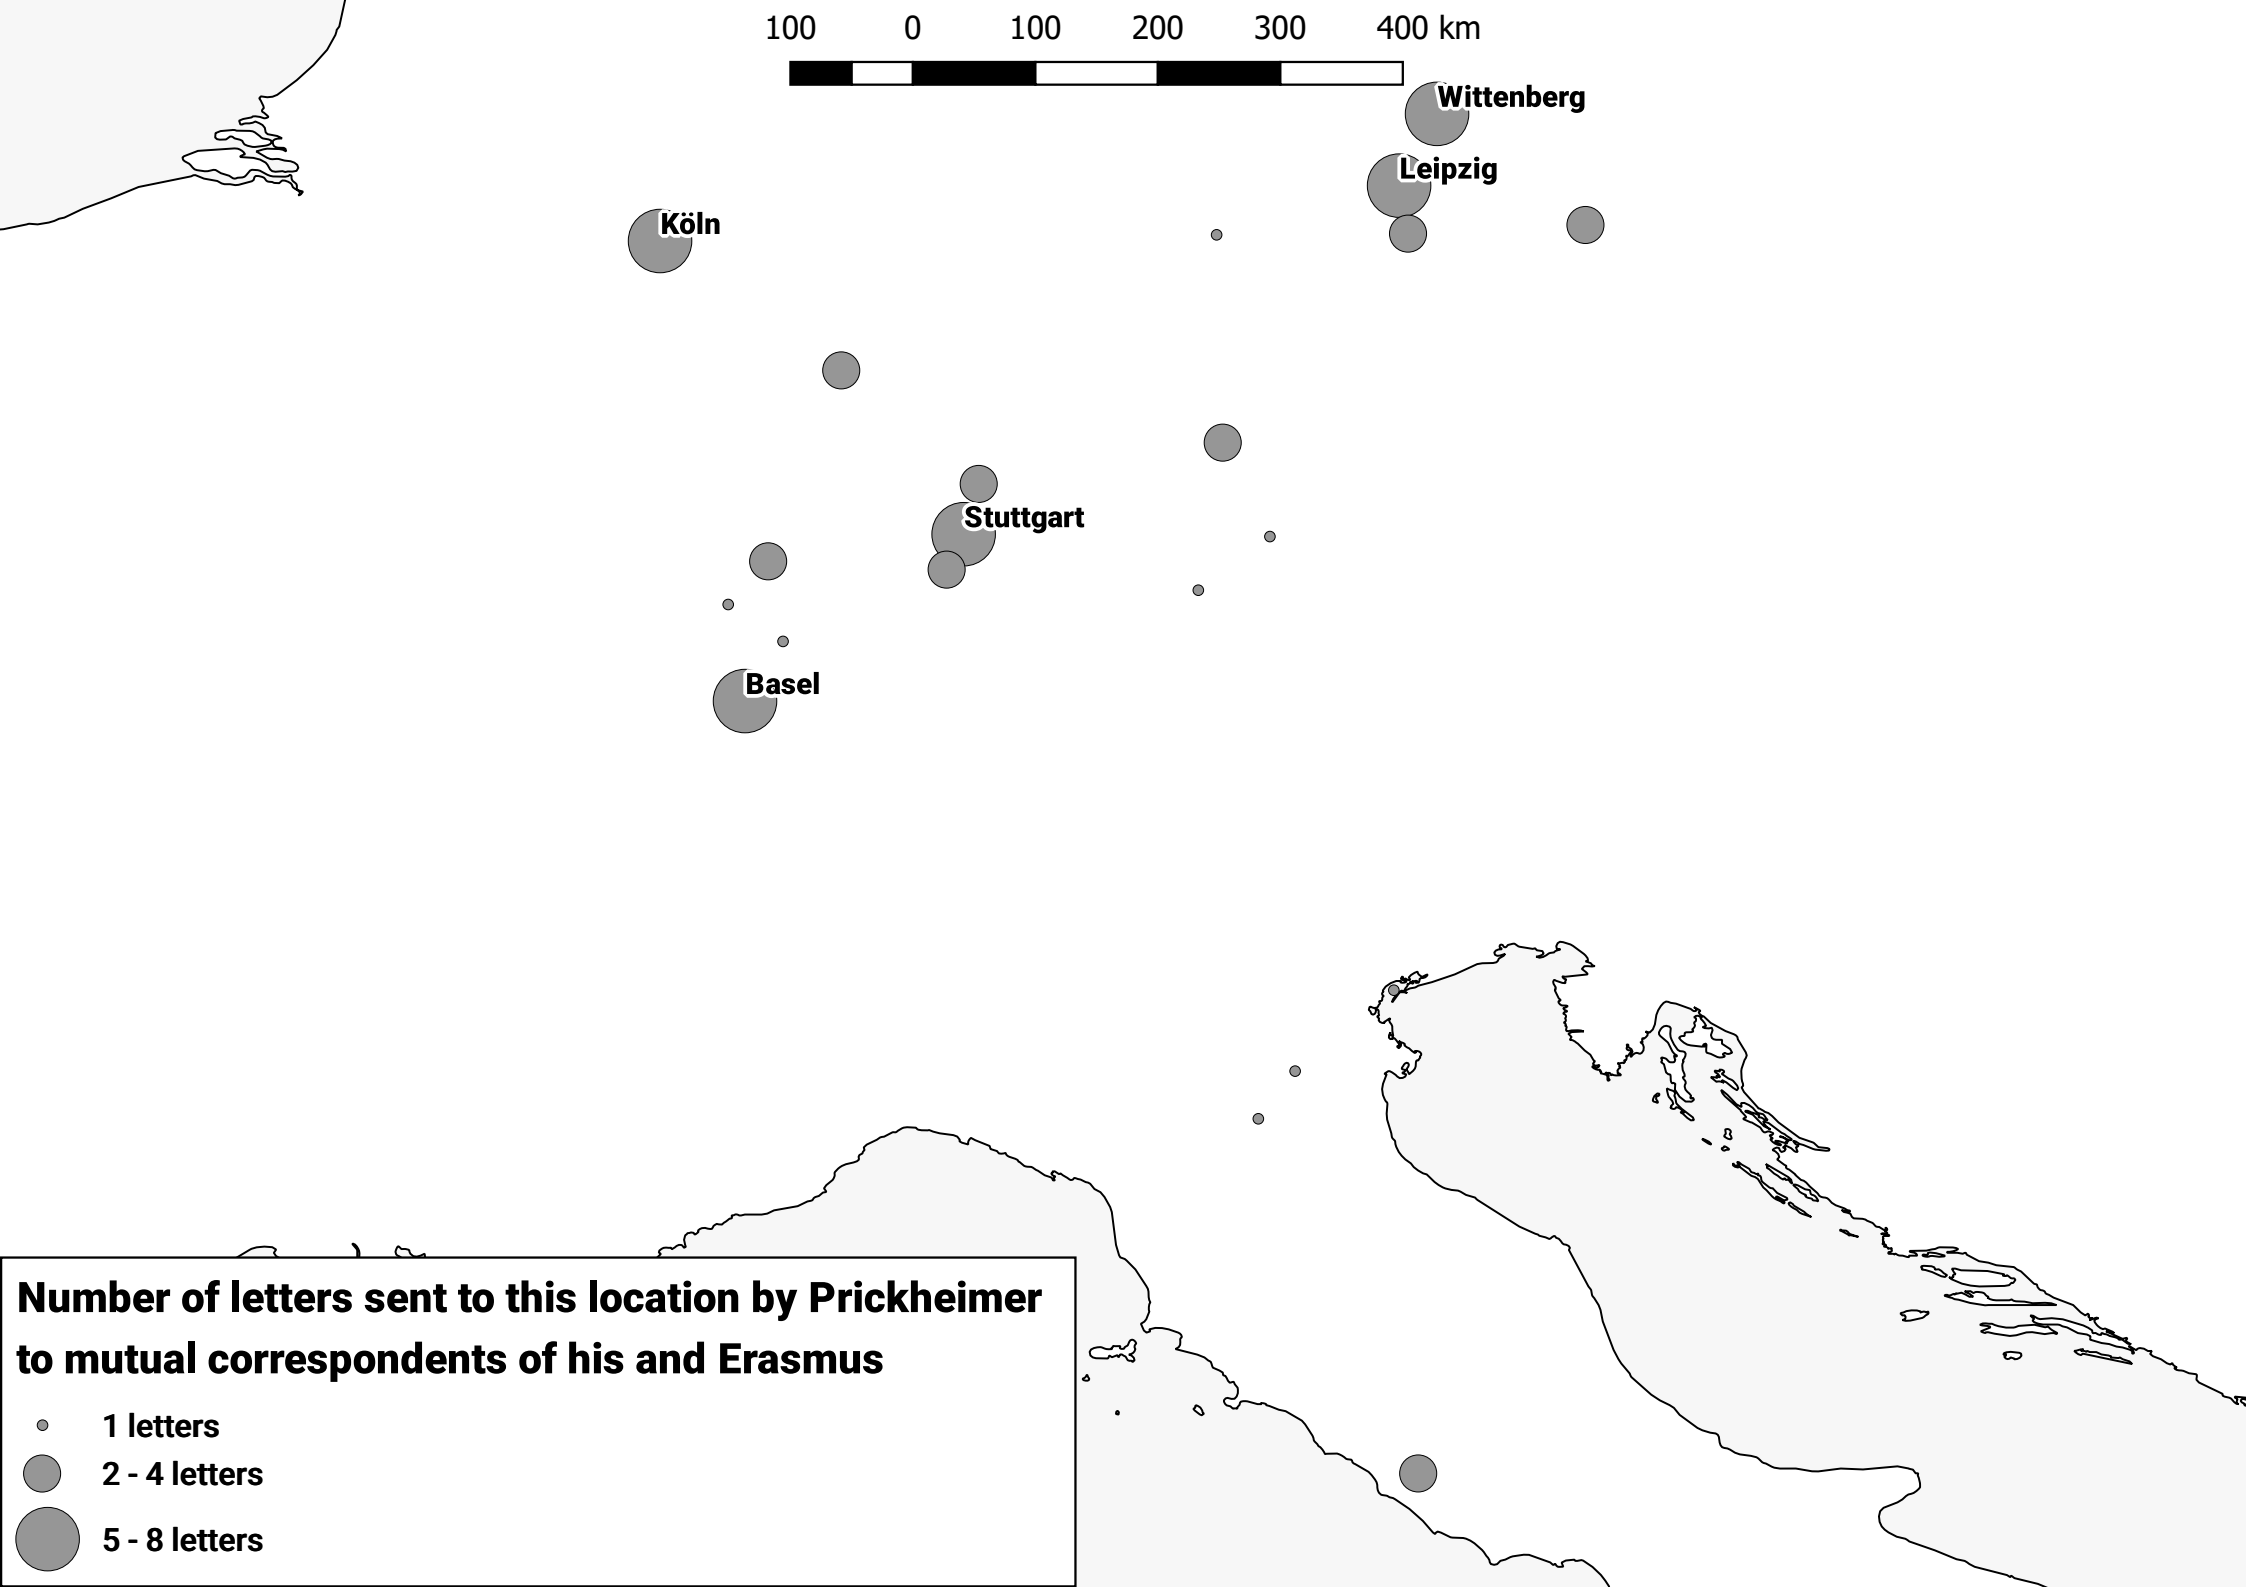 100 0 100 200 300 400 km
Wittenberg
Leipzig
Köln
Stuttgart
Basel
Number of letters sent to this location by Prickheimer
to mutual correspondents of his and Erasmus
1 letters
2 - 4 letters
5 - 8 letters